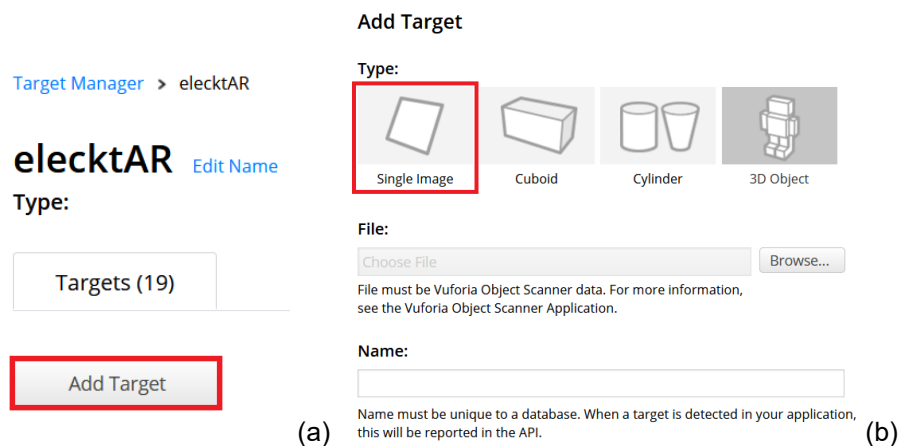 Target Manager > elecktAR
elecktAR Edit Name
Type:
Targets (19)
Add Target
(a)
Add Target
Type:
Single Image Cuboid Cylinder 3D Object
File:
Choose File Browse...
File must be Vuforia Object Scanner data. For more information,
see the Vuforia Object Scanner Application.
Name:
Name must be unique to a database. When a target is detected in your application,
this will be reported in the API.
(b)